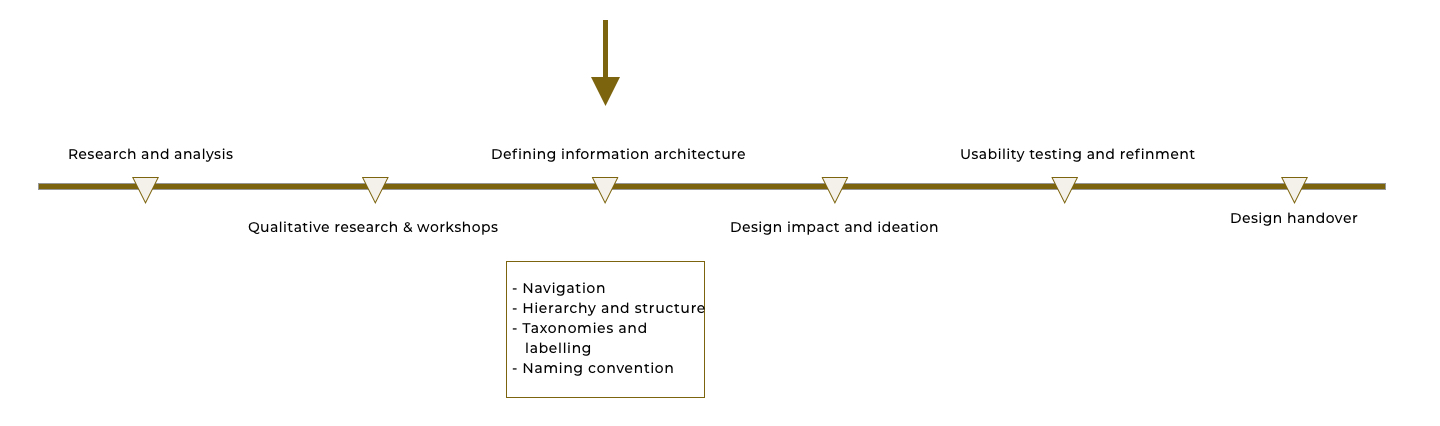 Research and analysis
Defining information architecture
Usability testing and refinment
Qualitative research & workshops
Design impact and ideation
Design handover
- Navigation
- Hierarchy and structure
- Taxonomies and
labelling
- Naming convention